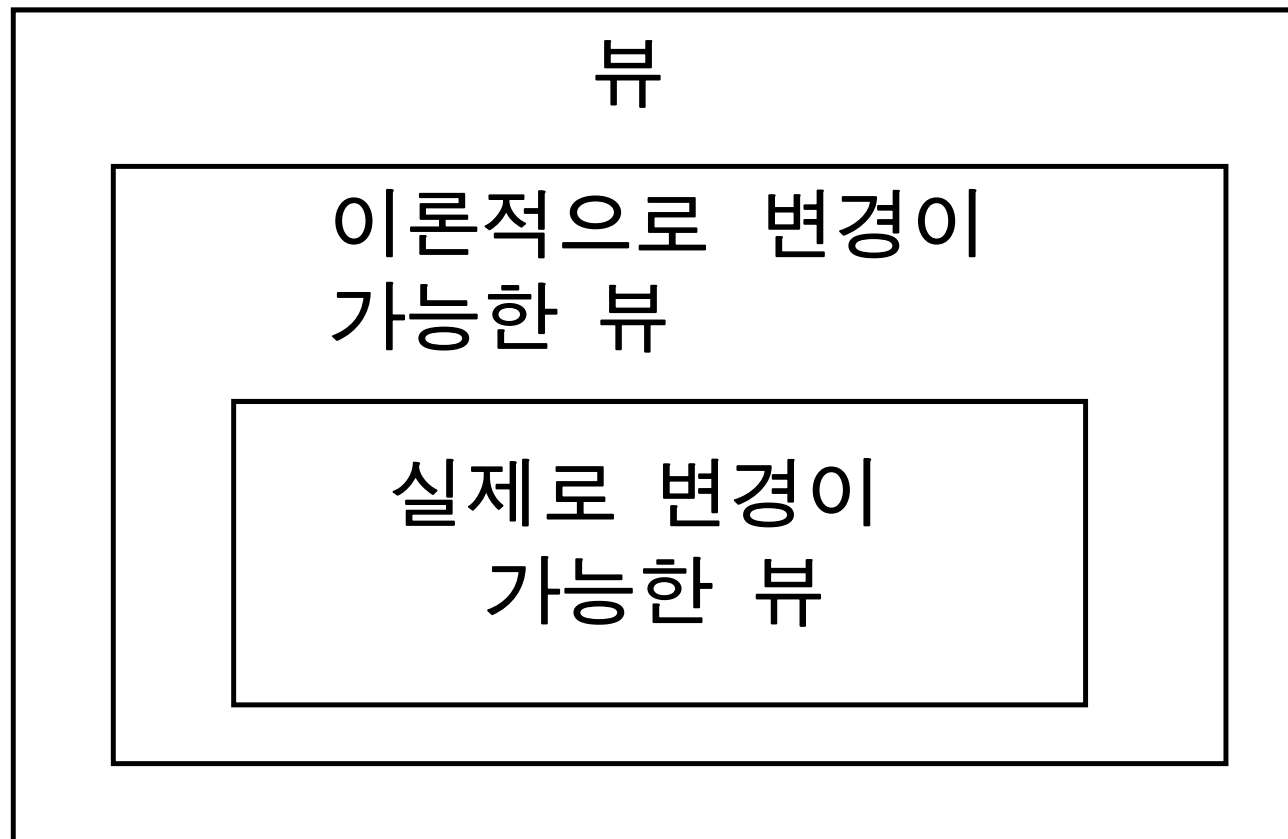 뷰
이론적으로 변경이
가능한 뷰
실제로 변경이
가능한 뷰